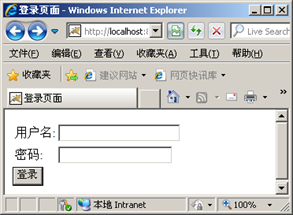 登录页面 - Windows Internet Explorer
http://localhost:
Live Search
文件(F) 编辑(E) 查看(V) 收藏夹(A) 工具(T) 帮助(H)
收藏夹 建议网站 网页快讯库
登录页面
用户名:
密码:
登录
本地 Intranet 100%